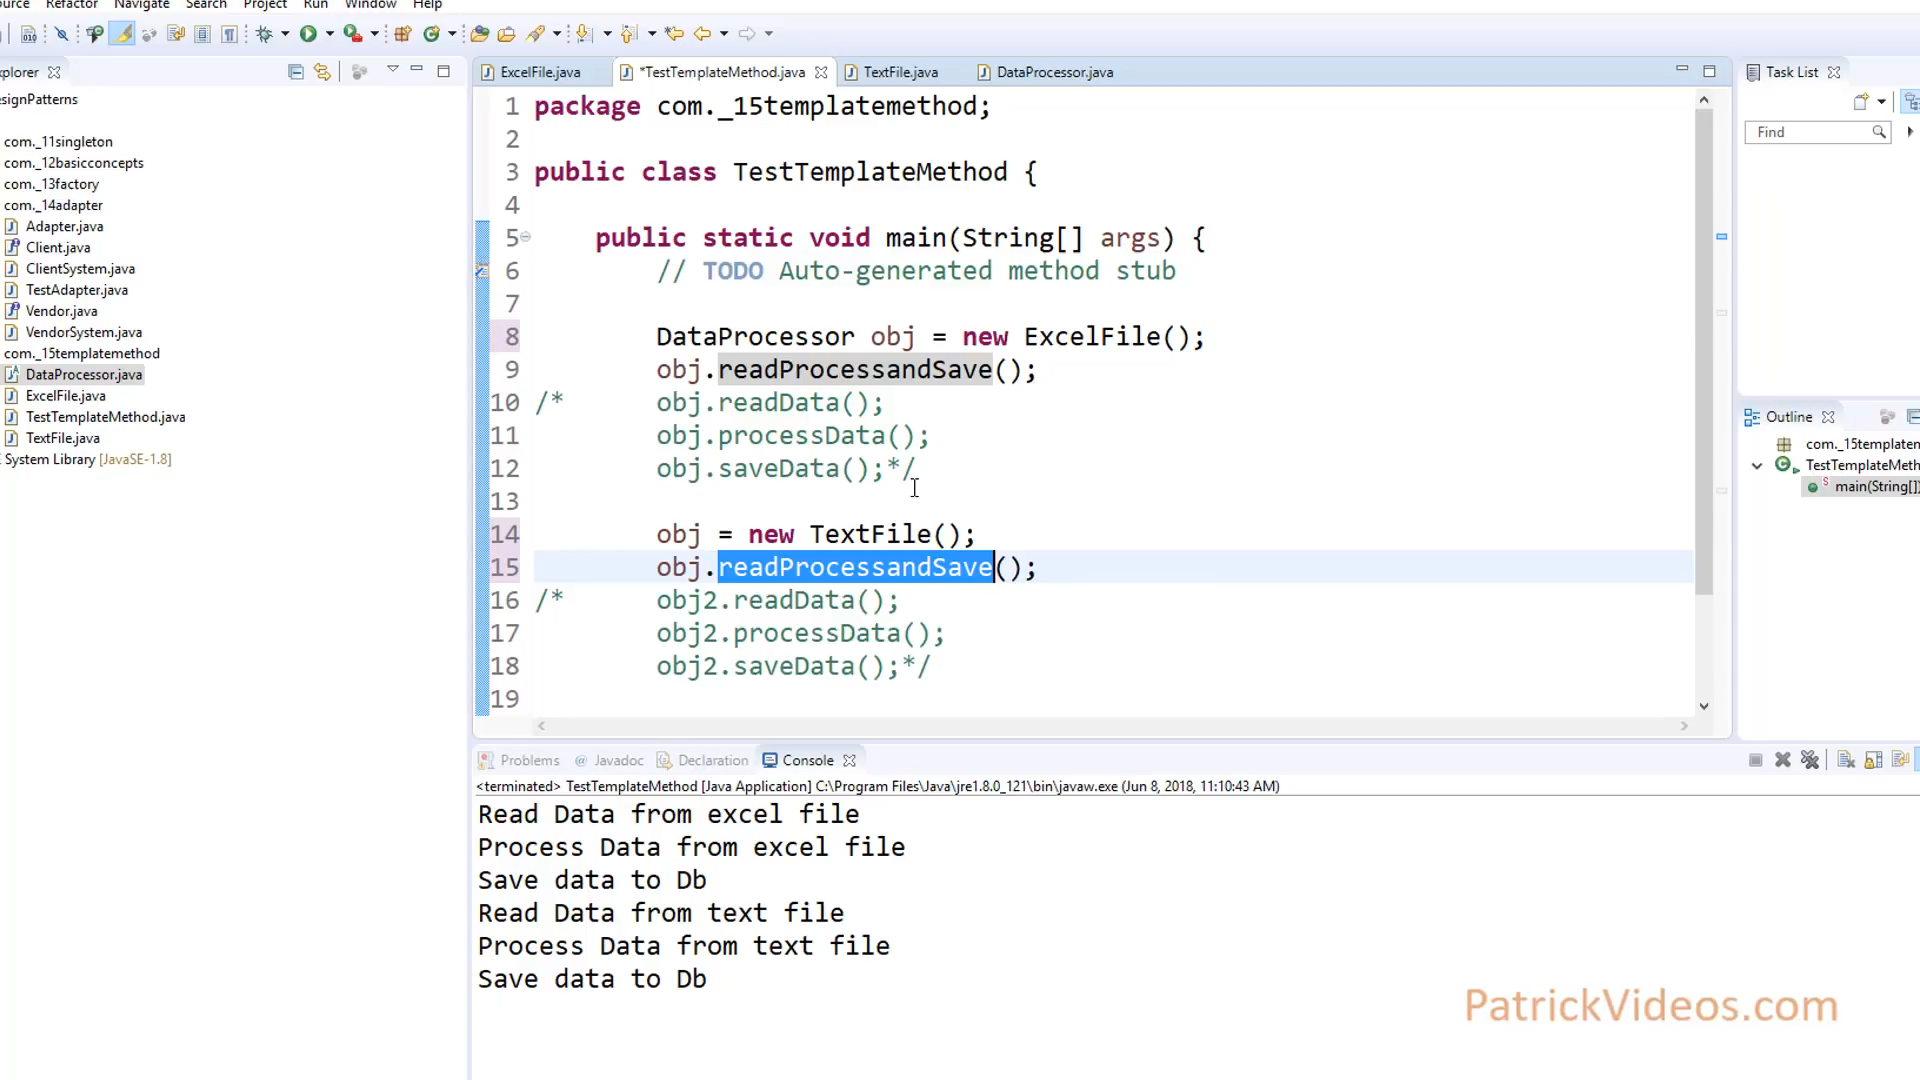 ource Refactor Navigate Search Project Run Window Help
plorer
esignPatterns
com._11singleton
com._12basicconcepts
com._13factory
com._14adapter
Adapter.java
Client.java
ClientSystem.java
TestAdapter.java
Vendor.java
VendorSystem.java
com._15templatemethod
DataProcessor.java
ExcelFile.java
TestTemplateMethod.java
TextFile.java
E System Library [JavaSE-1.8]
ExcelFile.java *TestTemplateMethod.java TextFile.java DataProcessor.java
1 package com._15templatemethod;
2
3 public class TestTemplateMethod {
4
5 public static void main(String[] args) {
6 // TODO Auto-generated method stub
7
8 DataProcessor obj = new ExcelFile();
9 obj.readProcessandSave();
10 /* obj.readData();
11 obj.processData();
12 obj.saveData();*/
13
14 obj = new TextFile();
15 obj.readProcessandSave();
16 /* obj2.readData();
17 obj2.processData();
18 obj2.saveData();*/
19
Task List
Find
Outline
com._15templaten
TestTemplateMeth
main(String[])
Problems @ Javadoc Declaration Console
<terminated> TestTemplateMethod [Java Application] C:\Program Files\Java\jre1.8.0_121\bin\javaw.exe (Jun 8, 2018, 11:10:43 AM)
Read Data from excel file
Process Data from excel file
Save data to Db
Read Data from text file
Process Data from text file
Save data to Db
PatrickVideos.com